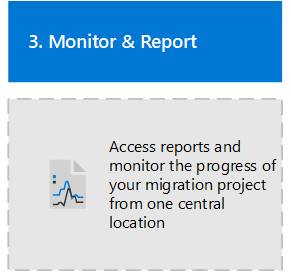 3. Monitor & Report
Access reports and
monitor the progress of
your migration project
from one central
location